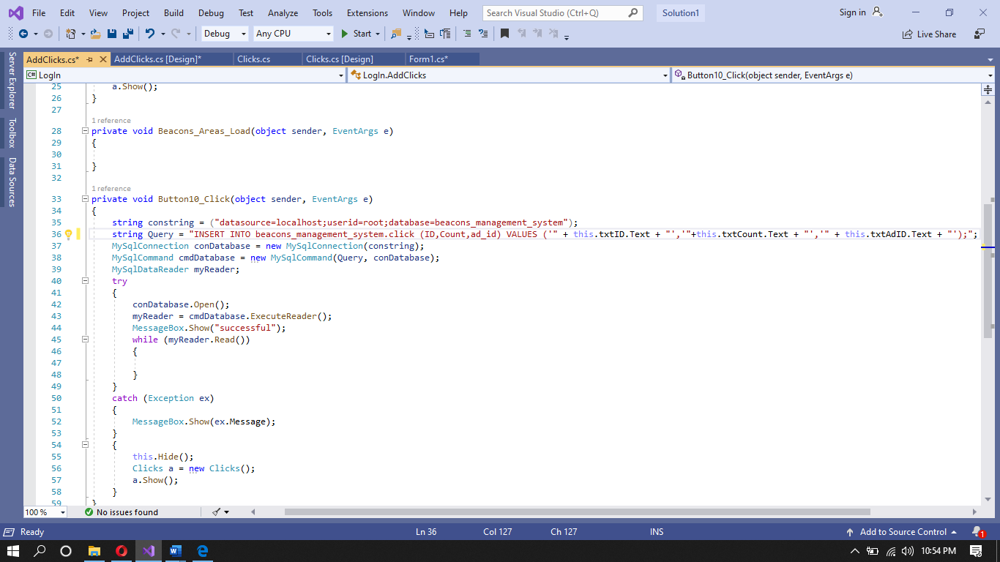 File Edit View Project Build Debug Test Analyze Tools Extensions Window Help Search Visual Studio (Ctrl+Q) Solution1 Sign in
Debug Any CPU Start Live Share
AddClicks.cs* AddClicks.cs [Design]* Clicks.cs Clicks.cs [Design] Form1.cs*
C# LogIn LogIn.AddClicks Button10_Click(object sender, EventArgs e)
Server Explorer
Toolbox
Data Sources
25 a.Show();
26 }
27
1 reference
28 private void Beacons_Areas_Load(object sender, EventArgs e)
29 {
30
31 }
32
1 reference
33 private void Button10_Click(object sender, EventArgs e)
34 {
35 string constring = ("datasource=localhost;userid=root;database=beacons_management_system");
36 string Query = "INSERT INTO beacons_management_system.click (ID,Count,ad_id) VALUES ('" + this.txtID.Text + "','"+this.txtCount.Text + "','" + this.txtAdID.Text + "');";
37 MySqlConnection conDatabase = new MySqlConnection(constring);
38 MySqlCommand cmdDatabase = new MySqlCommand(Query, conDatabase);
39 MySqlDataReader myReader;
40 try
41 {
42 conDatabase.Open();
43 myReader = cmdDatabase.ExecuteReader();
44 MessageBox.Show("successful");
45 while (myReader.Read())
46 {
47
48 }
49 }
50 catch (Exception ex)
51 {
52 MessageBox.Show(ex.Message);
53 }
54 {
55 this.Hide();
56 Clicks a = new Clicks();
57 a.Show();
58 }
59 }
100 % No issues found
Ready Ln 36 Col 127 Ch 127 INS Add to Source Control 1
10:54 PM